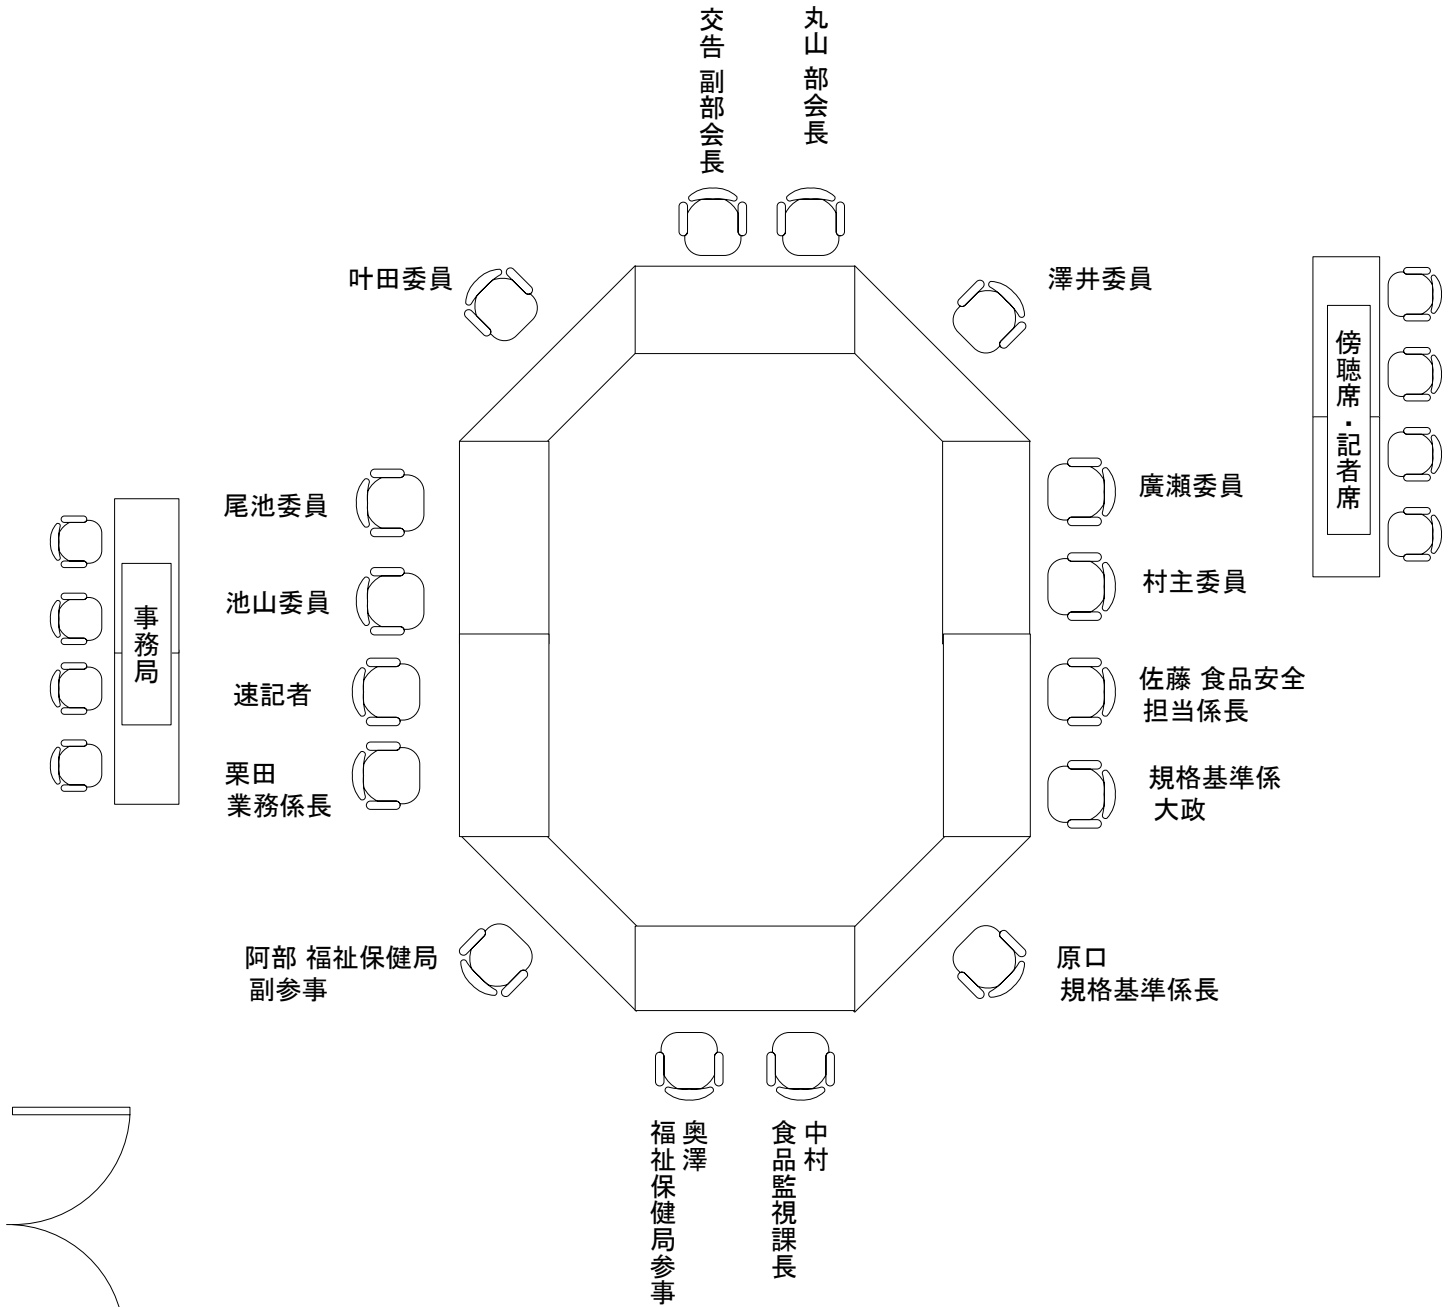 丸山 部会長
交告 副部会長
叶田委員
澤井委員
傍聴席・記者席
尾池委員
廣瀬委員
池山委員
村主委員
事務局
速記者
佐藤 食品安全
担当係長
栗田
業務係長
規格基準係
大政
阿部 福祉保健局
副参事
原口
規格基準係長
中村
食品監視課長
奥澤
福祉保健局参事